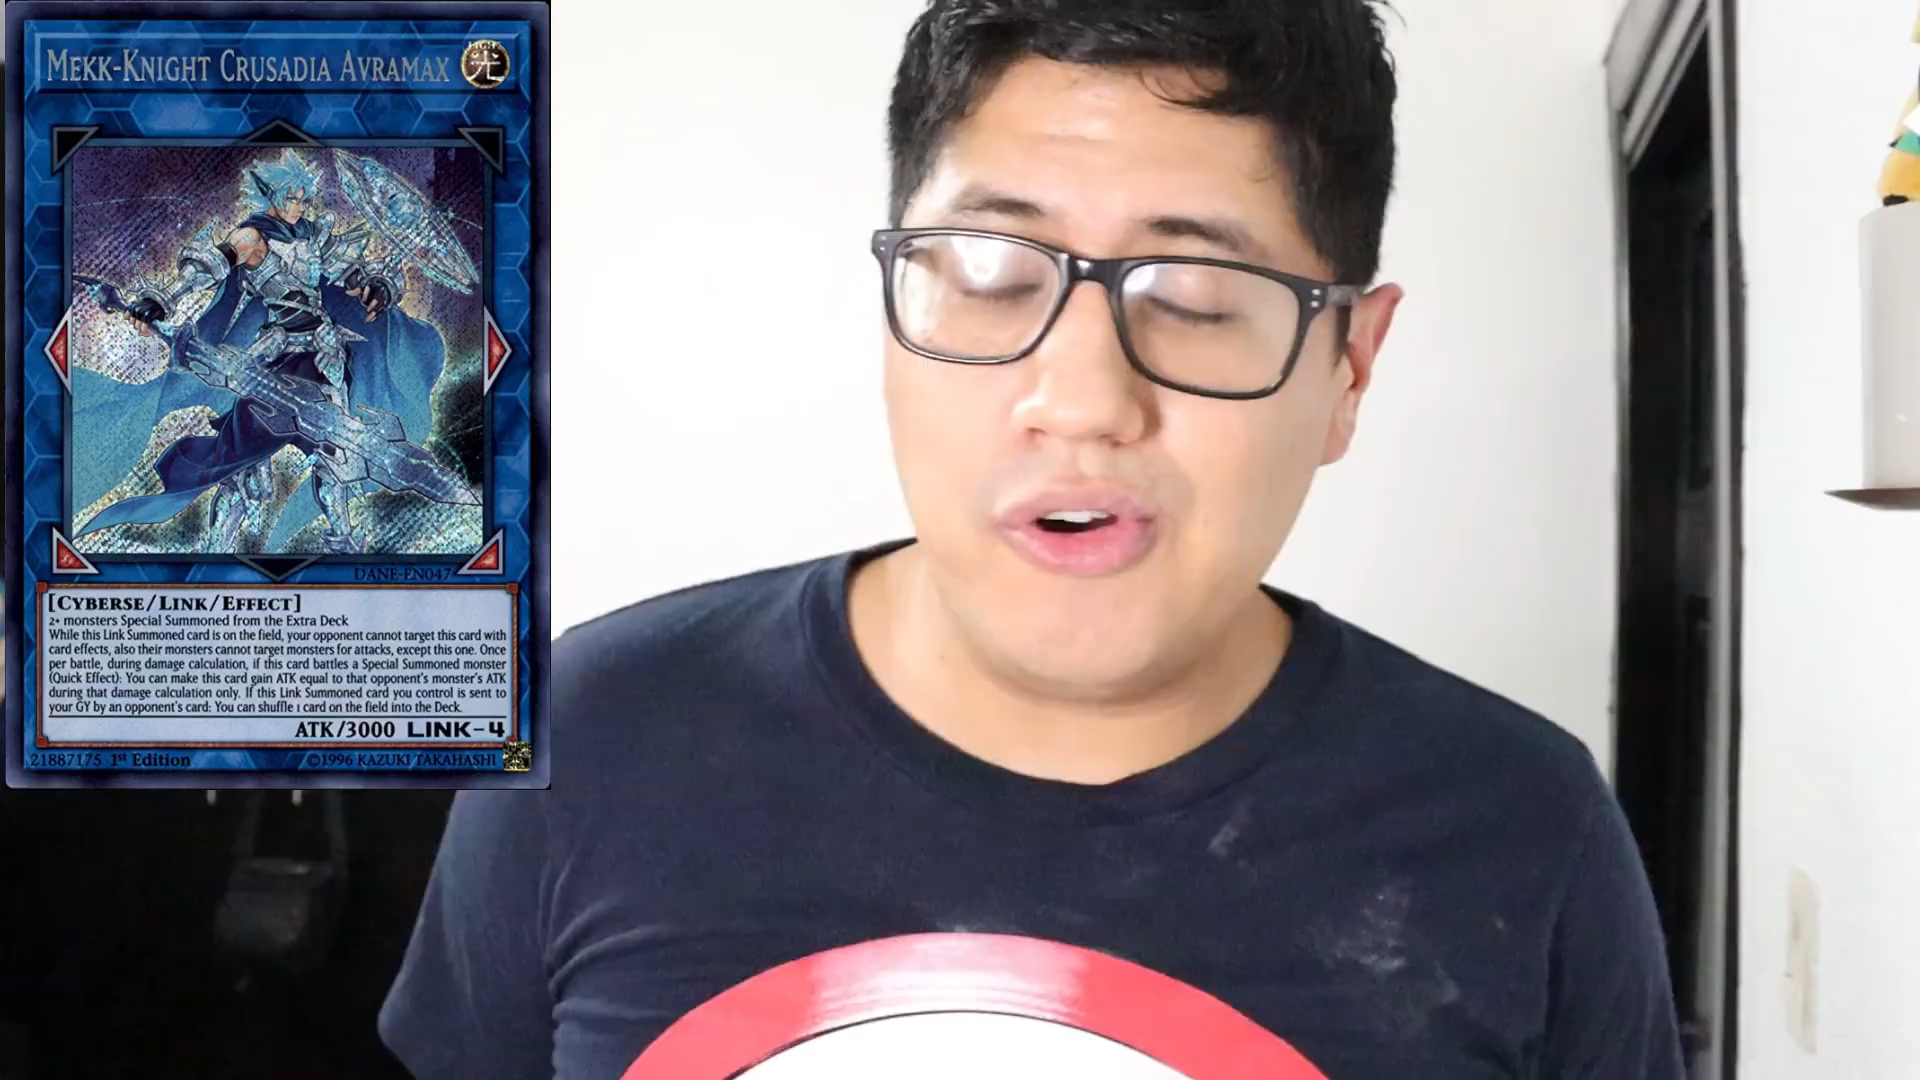 MEKK-KNIGHT CRUSADIA AVRAMAX
LIGHT
光
DANE-EN047
[CYBERSE/LINK/EFFECT]
2+ monsters Special Summoned from the Extra Deck
While this Link Summoned card is on the field, your opponent cannot target this card with
card effects, also their monsters cannot target monsters for attacks, except this one. Once
per battle, during damage calculation, if this card battles a Special Summoned monster
(Quick Effect): You can make this card gain ATK equal to that opponent's monster's ATK
during that damage calculation only. If this Link Summoned card you control is sent to
your GY by an opponent's card: You can shuffle 1 card on the field into the Deck.
ATK/3000 LINK-4
21887175 1st Edition ©1996 KAZUKI TAKAHASHI